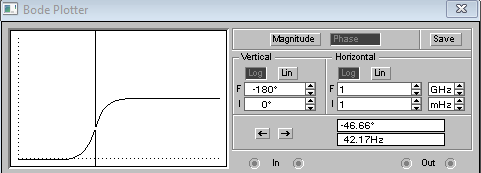 Bode Plotter
Magnitude Phase Save
Vertical Horizontal
Log Lin Log Lin
F -180° F 1 GHz
I 0° I 1 mHz
-46.66°
42.17Hz
In Out